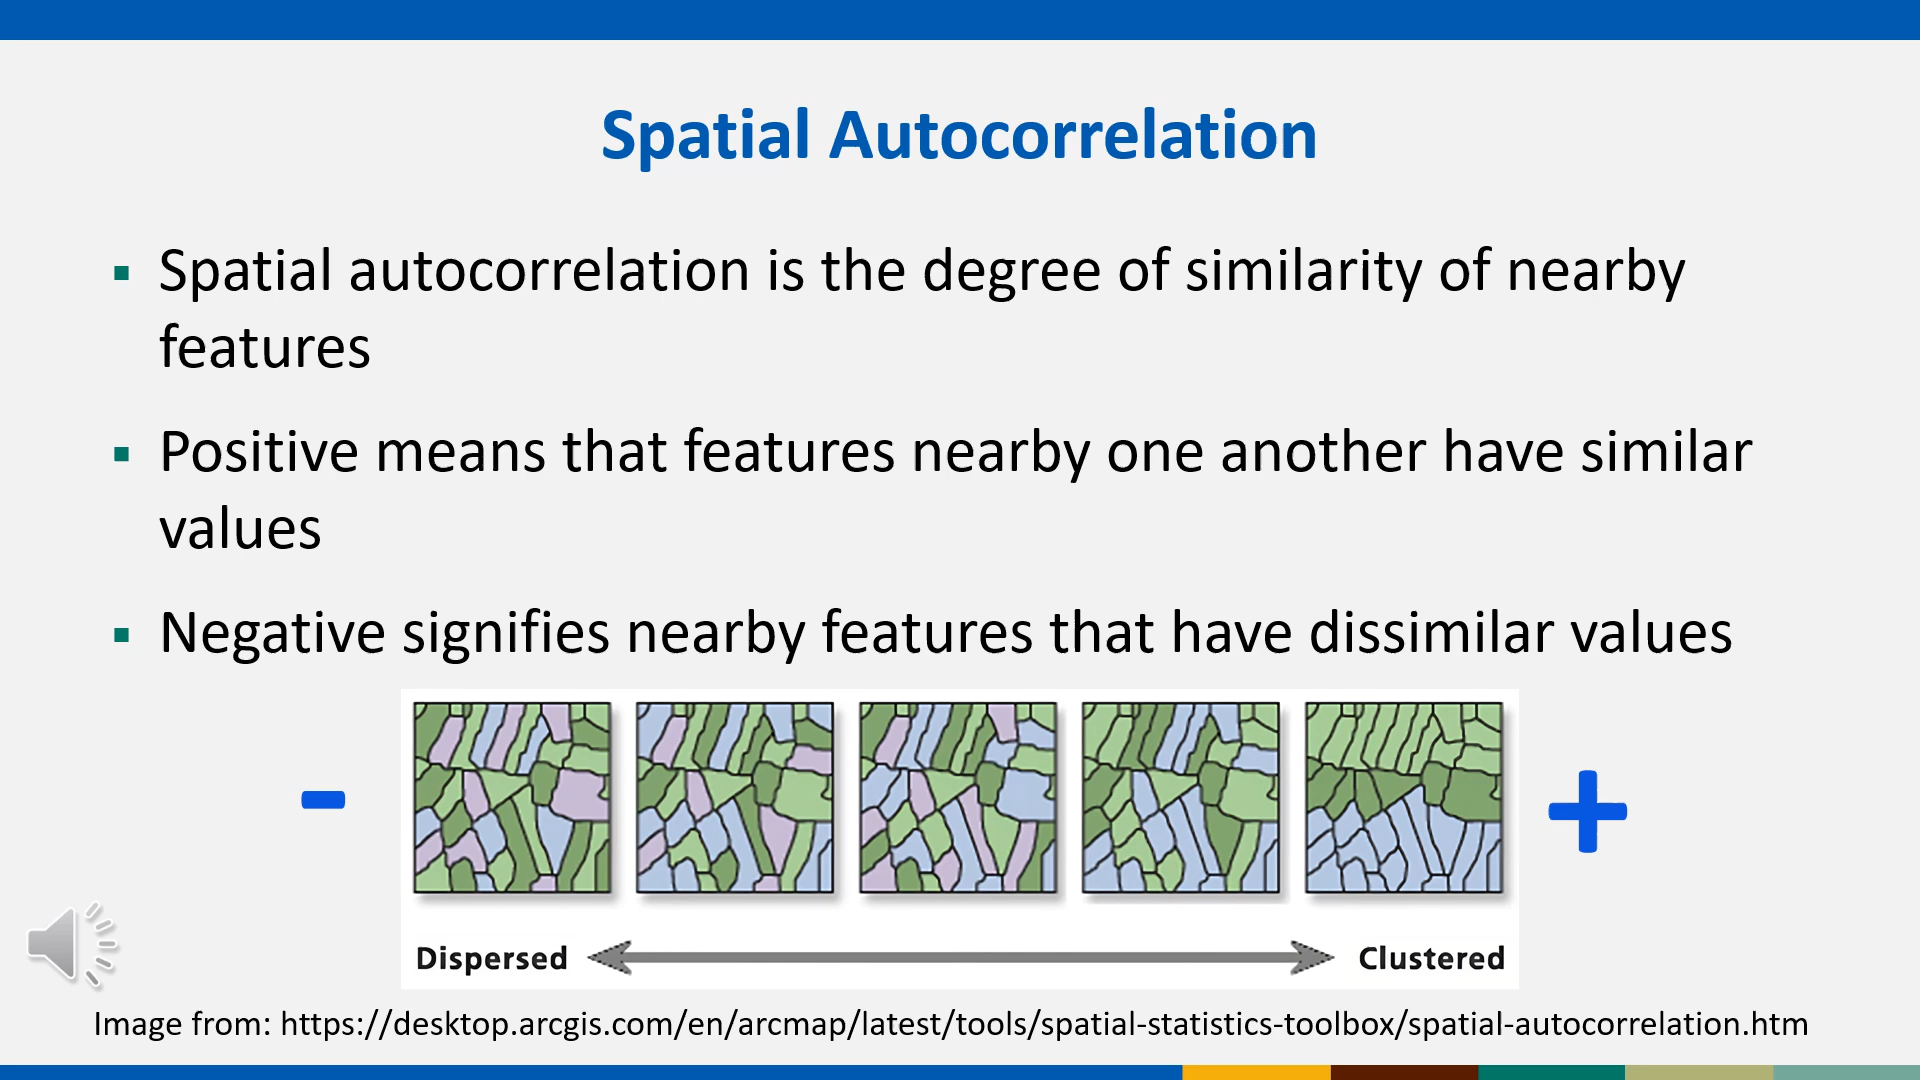 Spatial Autocorrelation
▪ Spatial autocorrelation is the degree of similarity of nearby
features
▪ Positive means that features nearby one another have similar
values
▪ Negative signifies nearby features that have dissimilar values
- +
Dispersed Clustered
Image from: https://desktop.arcgis.com/en/arcmap/latest/tools/spatial-statistics-toolbox/spatial-autocorrelation.htm